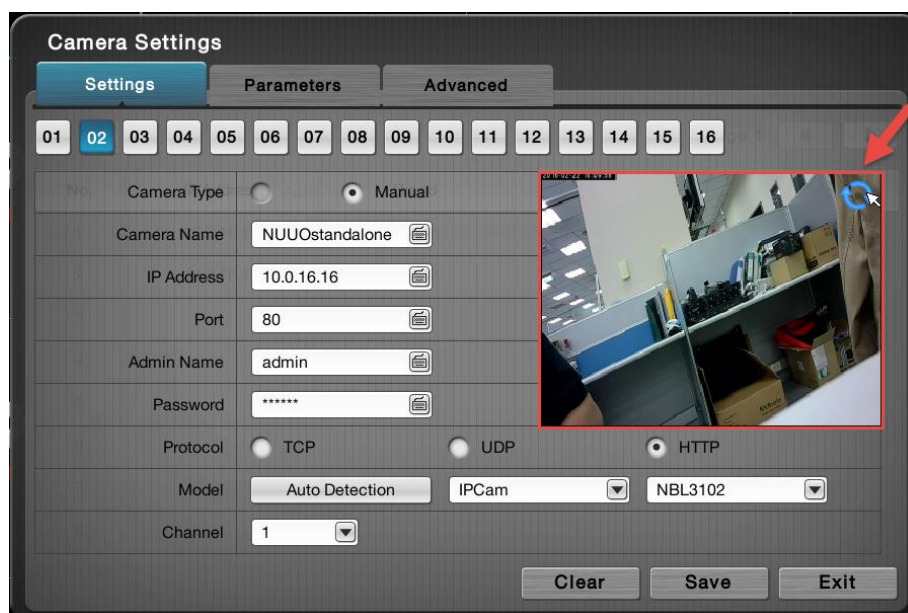 Camera Settings
Settings Parameters Advanced
01 02 03 04 05 06 07 08 09 10 11 12 13 14 15 16
Camera Type Manual
Camera Name NUUOstandalone
IP Address 10.0.16.16
Port 80
Admin Name admin
Password ******
Protocol TCP UDP HTTP
Model Auto Detection IPCam NBL3102
Channel 1
Clear Save Exit